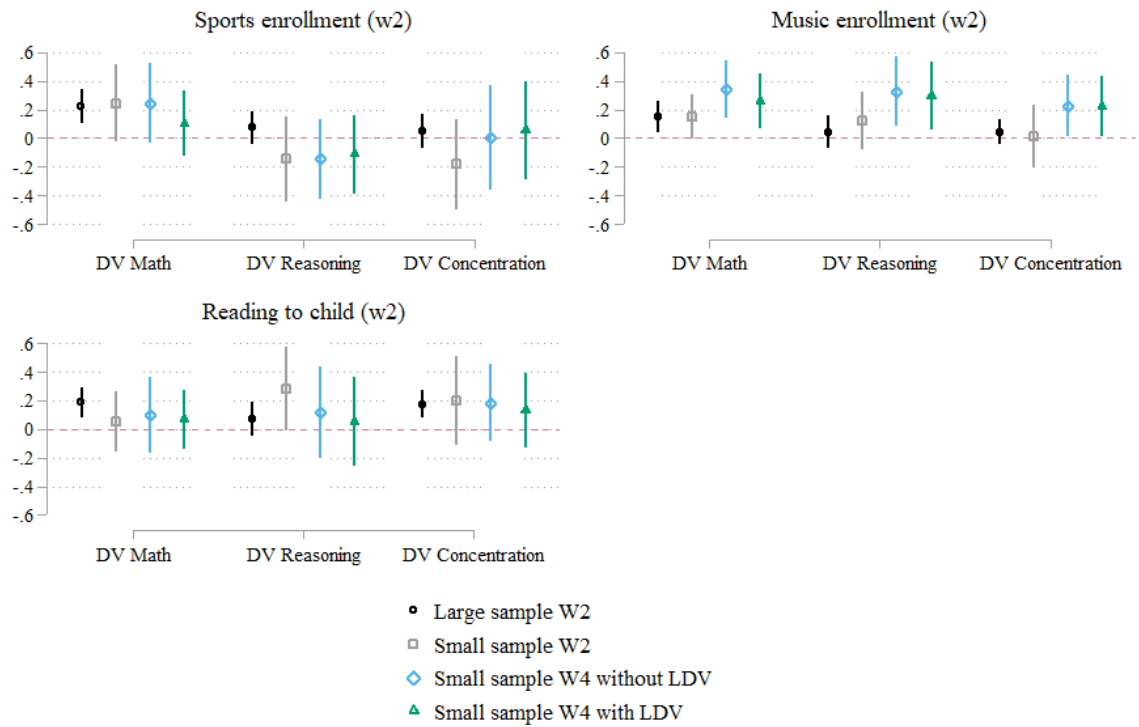 Sports enrollment (w2)
.6
.4
.2
0
-.2
-.4
-.6
DV Math DV Reasoning DV Concentration
Music enrollment (w2)
.6
.4
.2
0
-.2
-.4
-.6
DV Math DV Reasoning DV Concentration
Reading to child (w2)
.6
.4
.2
0
-.2
-.4
-.6
DV Math DV Reasoning DV Concentration
Large sample W2
Small sample W2
Small sample W4 without LDV
Small sample W4 with LDV